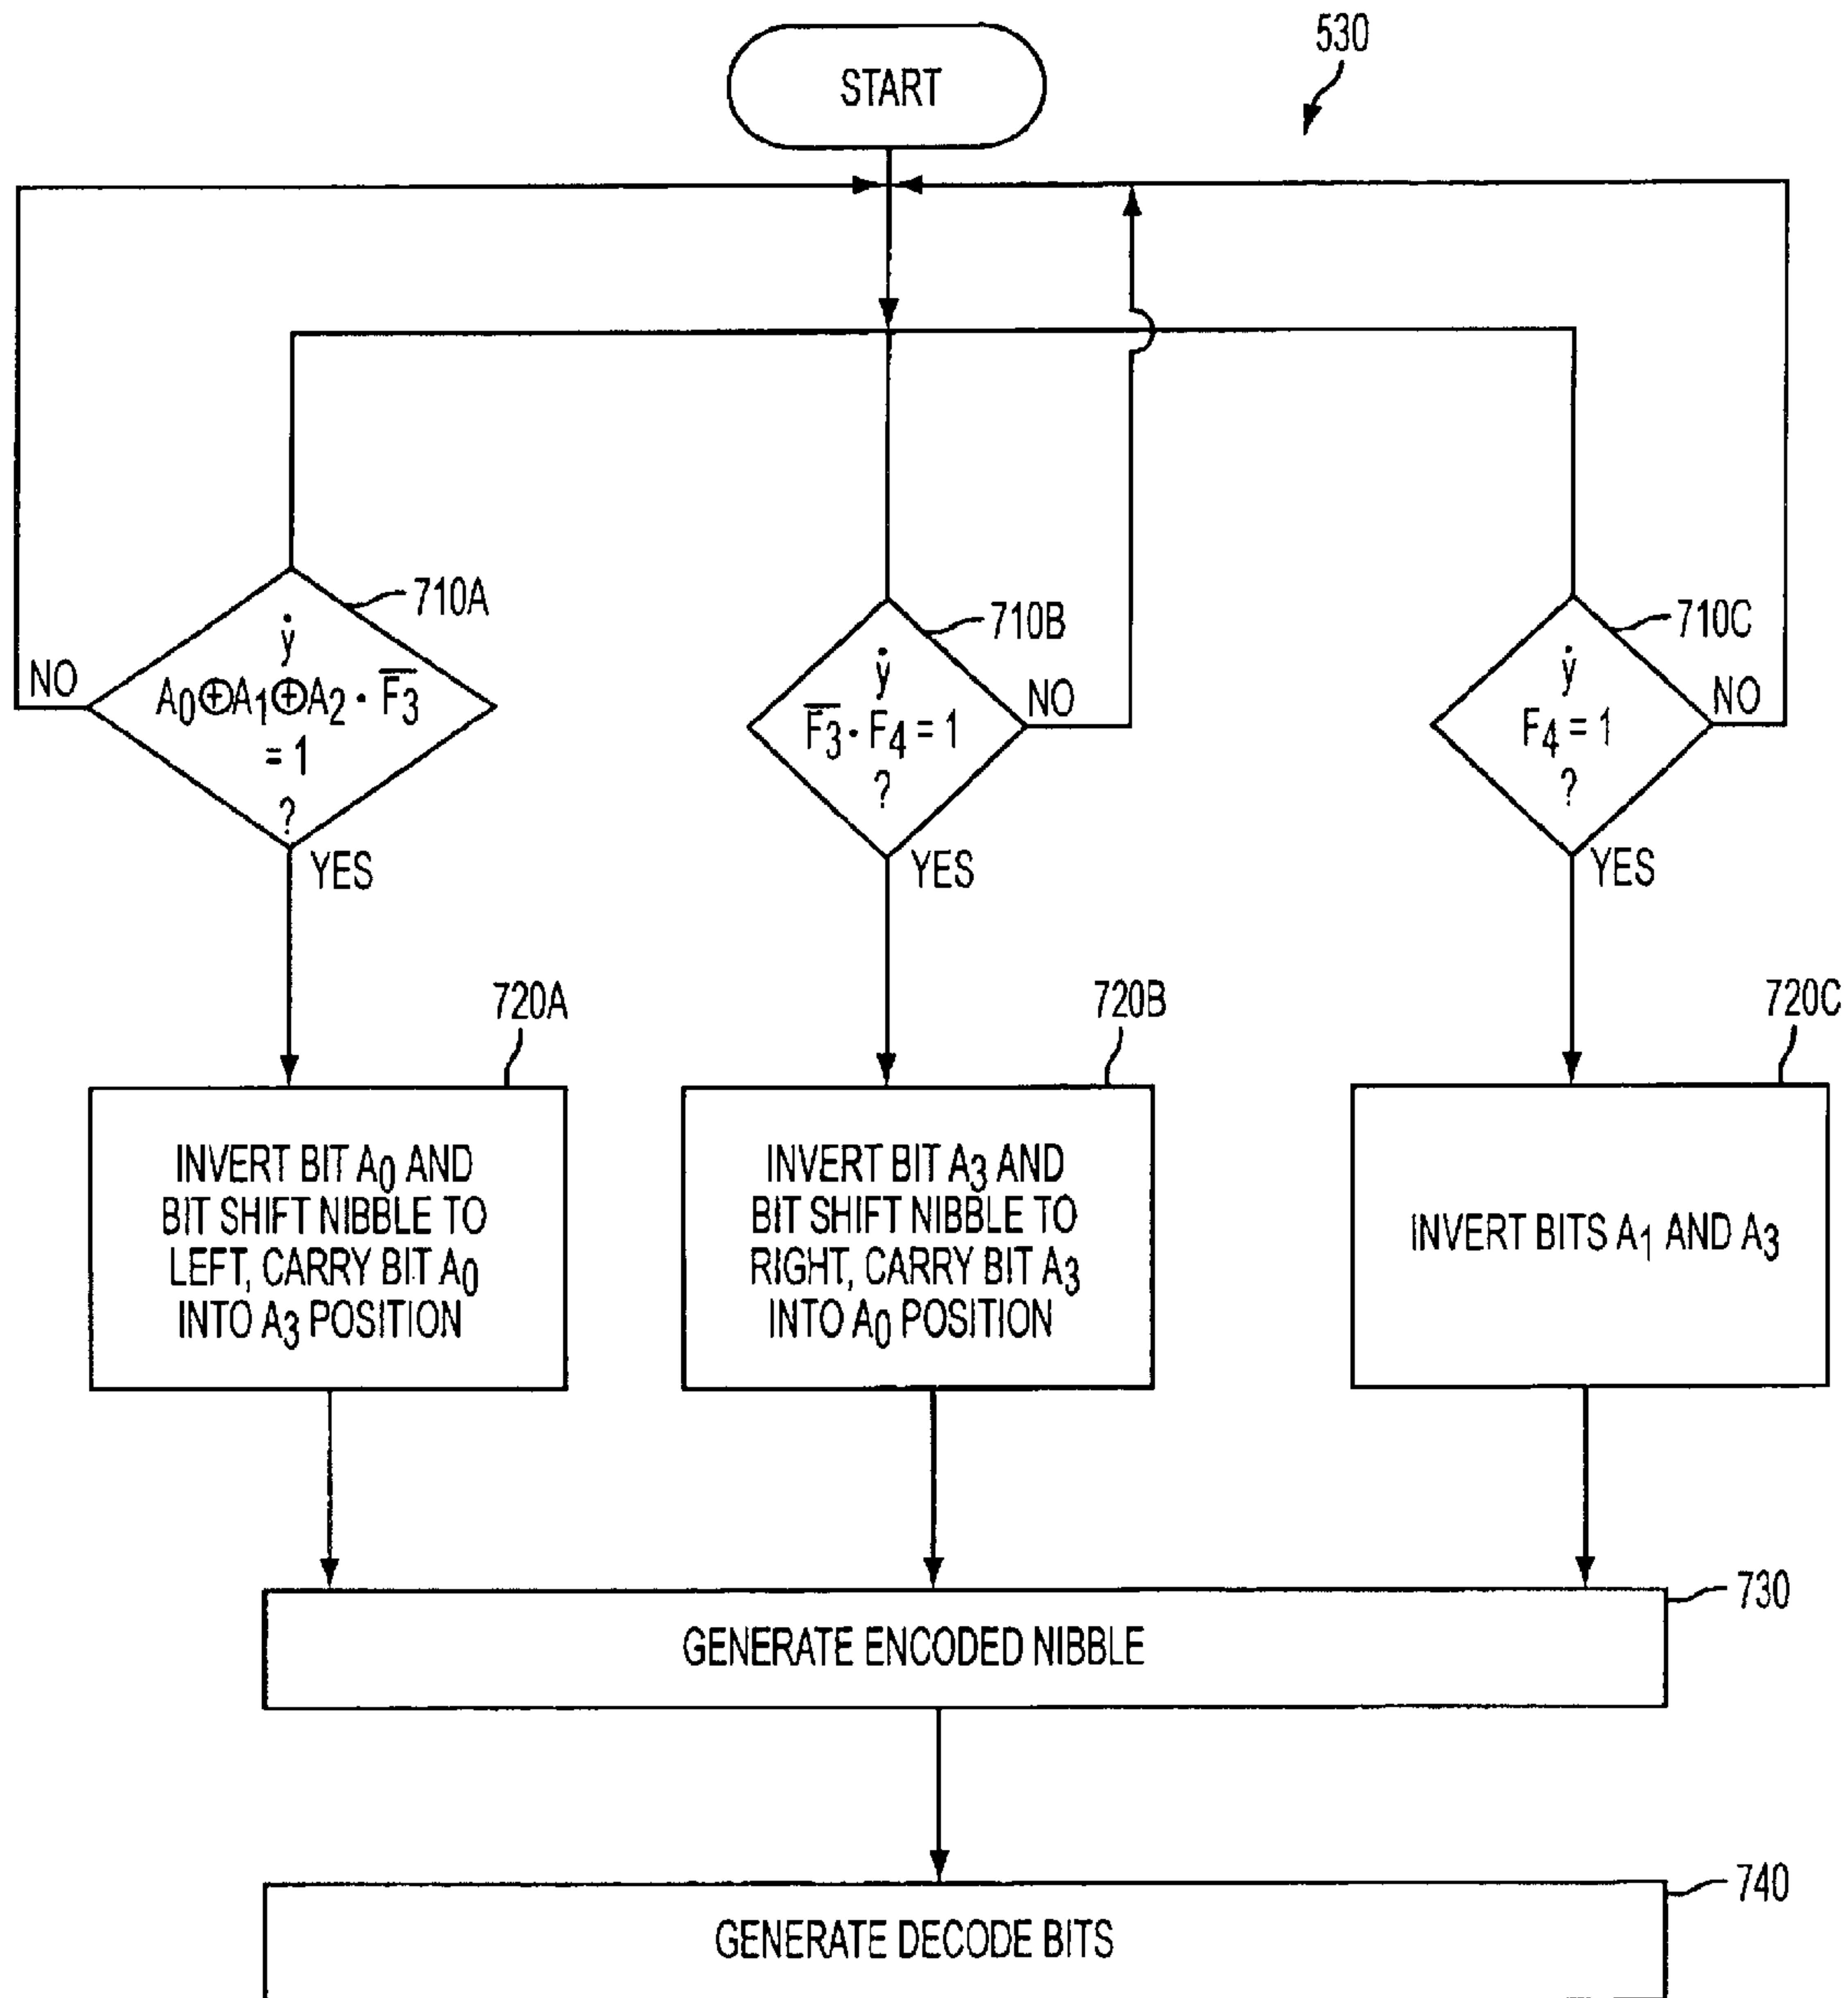 530
START
710A
ẏ
A₀⊕A₁⊕A₂ · F̅₃
= 1
?
NO
YES
710B
ẏ
F̅₃ · F₄ = 1
?
NO
YES
710C
ẏ
F₄ = 1
?
NO
YES
720A
INVERT BIT A₀ AND
BIT SHIFT NIBBLE TO
LEFT, CARRY BIT A₀
INTO A₃ POSITION
720B
INVERT BIT A₃ AND
BIT SHIFT NIBBLE TO
RIGHT, CARRY BIT A₃
INTO A₀ POSITION
720C
INVERT BITS A₁ AND A₃
730
GENERATE ENCODED NIBBLE
740
GENERATE DECODE BITS